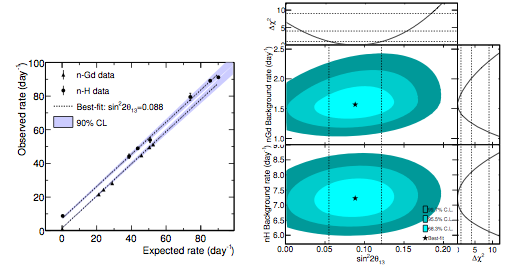 Observed rate (day⁻¹)
100
80
60
40
20
0
n-Gd data
n-H data
Best-fit: sin²2θ₁₃=0.088
90% CL
0 20 40 60 80
Expected rate (day⁻¹)
Δχ²
10
5
nGd Background rate (day⁻¹)
2.5
2.0
1.5
1.0
nH Background rate (day⁻¹)
8.5
8.0
7.5
7.0
6.5
6.0
C.L.
95.5% C.L.
68.3% C.L.
Best-fit
0.00 0.05 0.10 0.15 0.20
sin²2θ₁₃
1 5 10
Δχ²